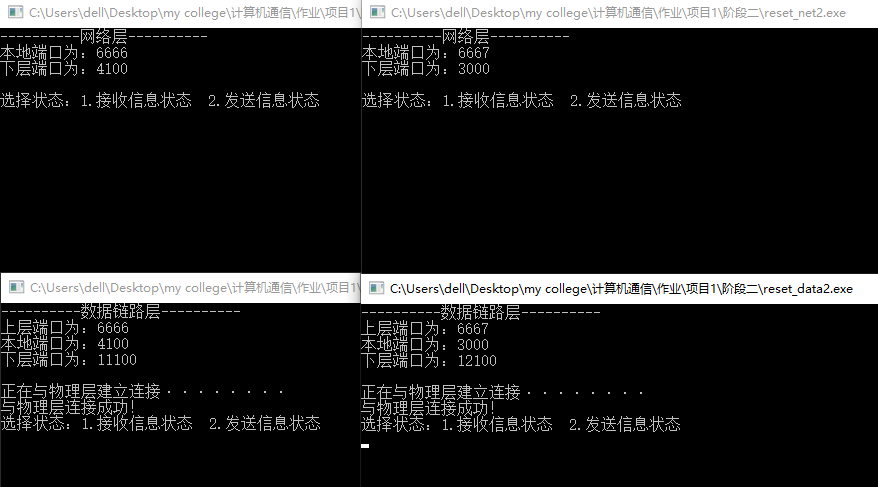 C:\Users\dell\Desktop\my college\计算机通信\作业\项目1\
----------网络层----------
本地端口为：6666
下层端口为：4100
选择状态：1.接收信息状态  2.发送信息状态
C:\Users\dell\Desktop\my college\计算机通信\作业\项目1\阶段二\reset_net2.exe
----------网络层----------
本地端口为：6667
下层端口为：3000
选择状态：1.接收信息状态  2.发送信息状态
C:\Users\dell\Desktop\my college\计算机通信\作业\项目1\
----------数据链路层----------
上层端口为：6666
本地端口为：4100
下层端口为：11100
正在与物理层建立连接・・・・・・・・
与物理层连接成功！
选择状态：1.接收信息状态  2.发送信息状态
C:\Users\dell\Desktop\my college\计算机通信\作业\项目1\阶段二\reset_data2.exe
----------数据链路层----------
上层端口为：6667
本地端口为：3000
下层端口为：12100
正在与物理层建立连接・・・・・・・・
与物理层连接成功！
选择状态：1.接收信息状态  2.发送信息状态